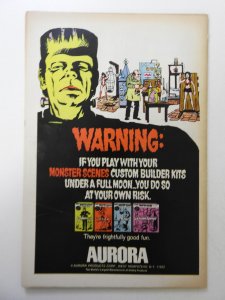 WARNING:
IF YOU PLAY WITH YOUR
MONSTER SCENES CUSTOM BUILDER KITS
UNDER A FULL MOON...YOU DO SO
AT YOUR OWN RISK.
They're frightfully good fun.
AURORA